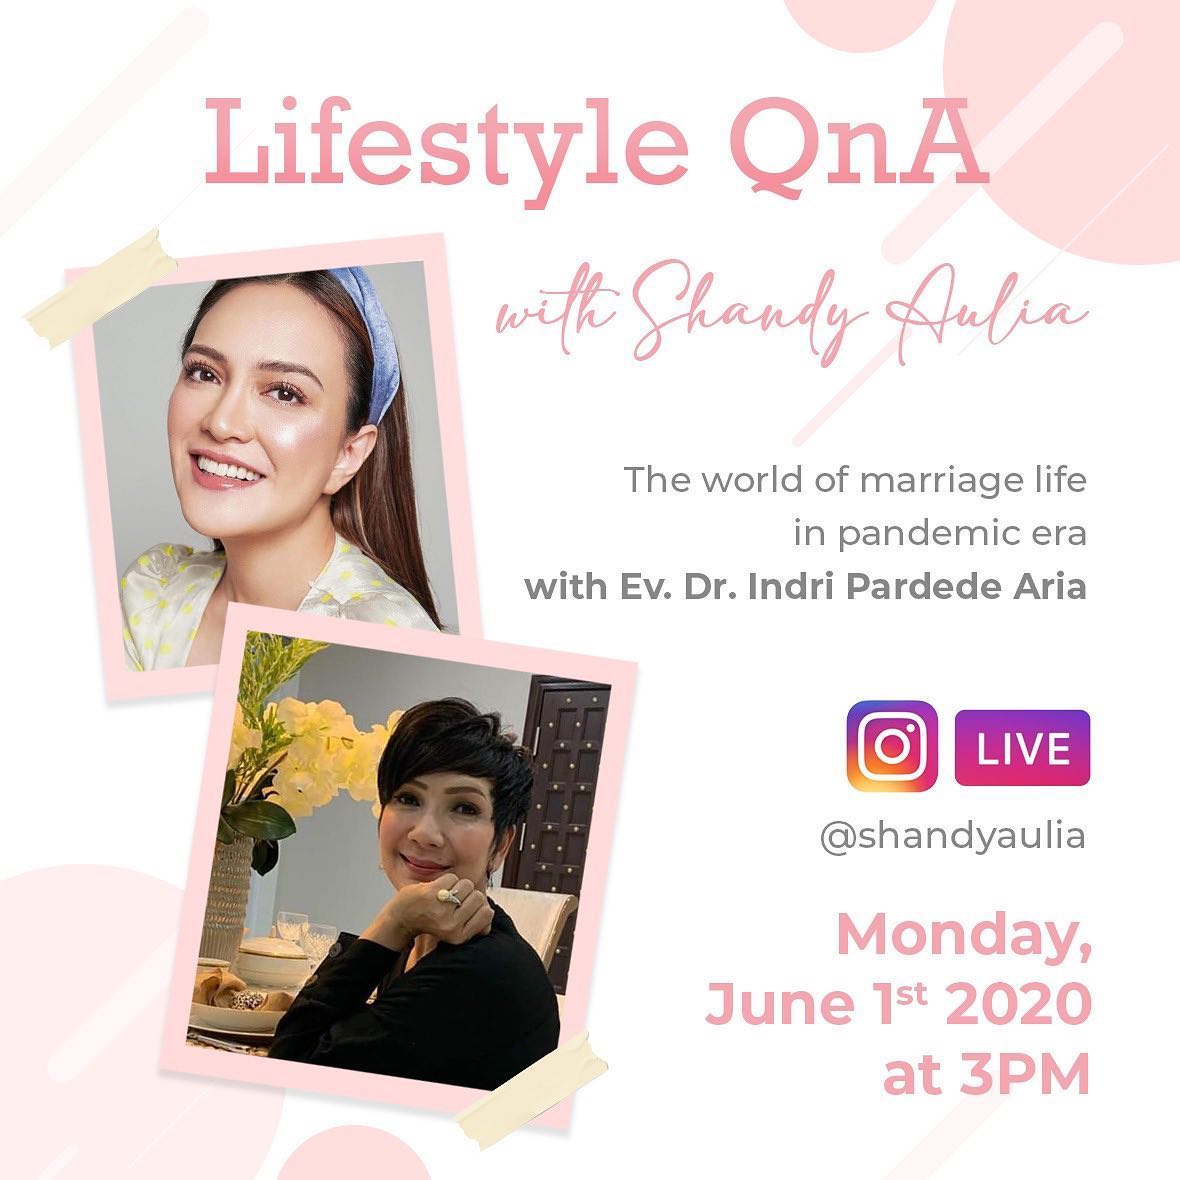 Lifestyle QnA
with Shandy Aulia
The world of marriage life
in pandemic era
with Ev. Dr. Indri Pardede Aria
LIVE
@shandyaulia
Monday,
June 1st 2020
at 3PM